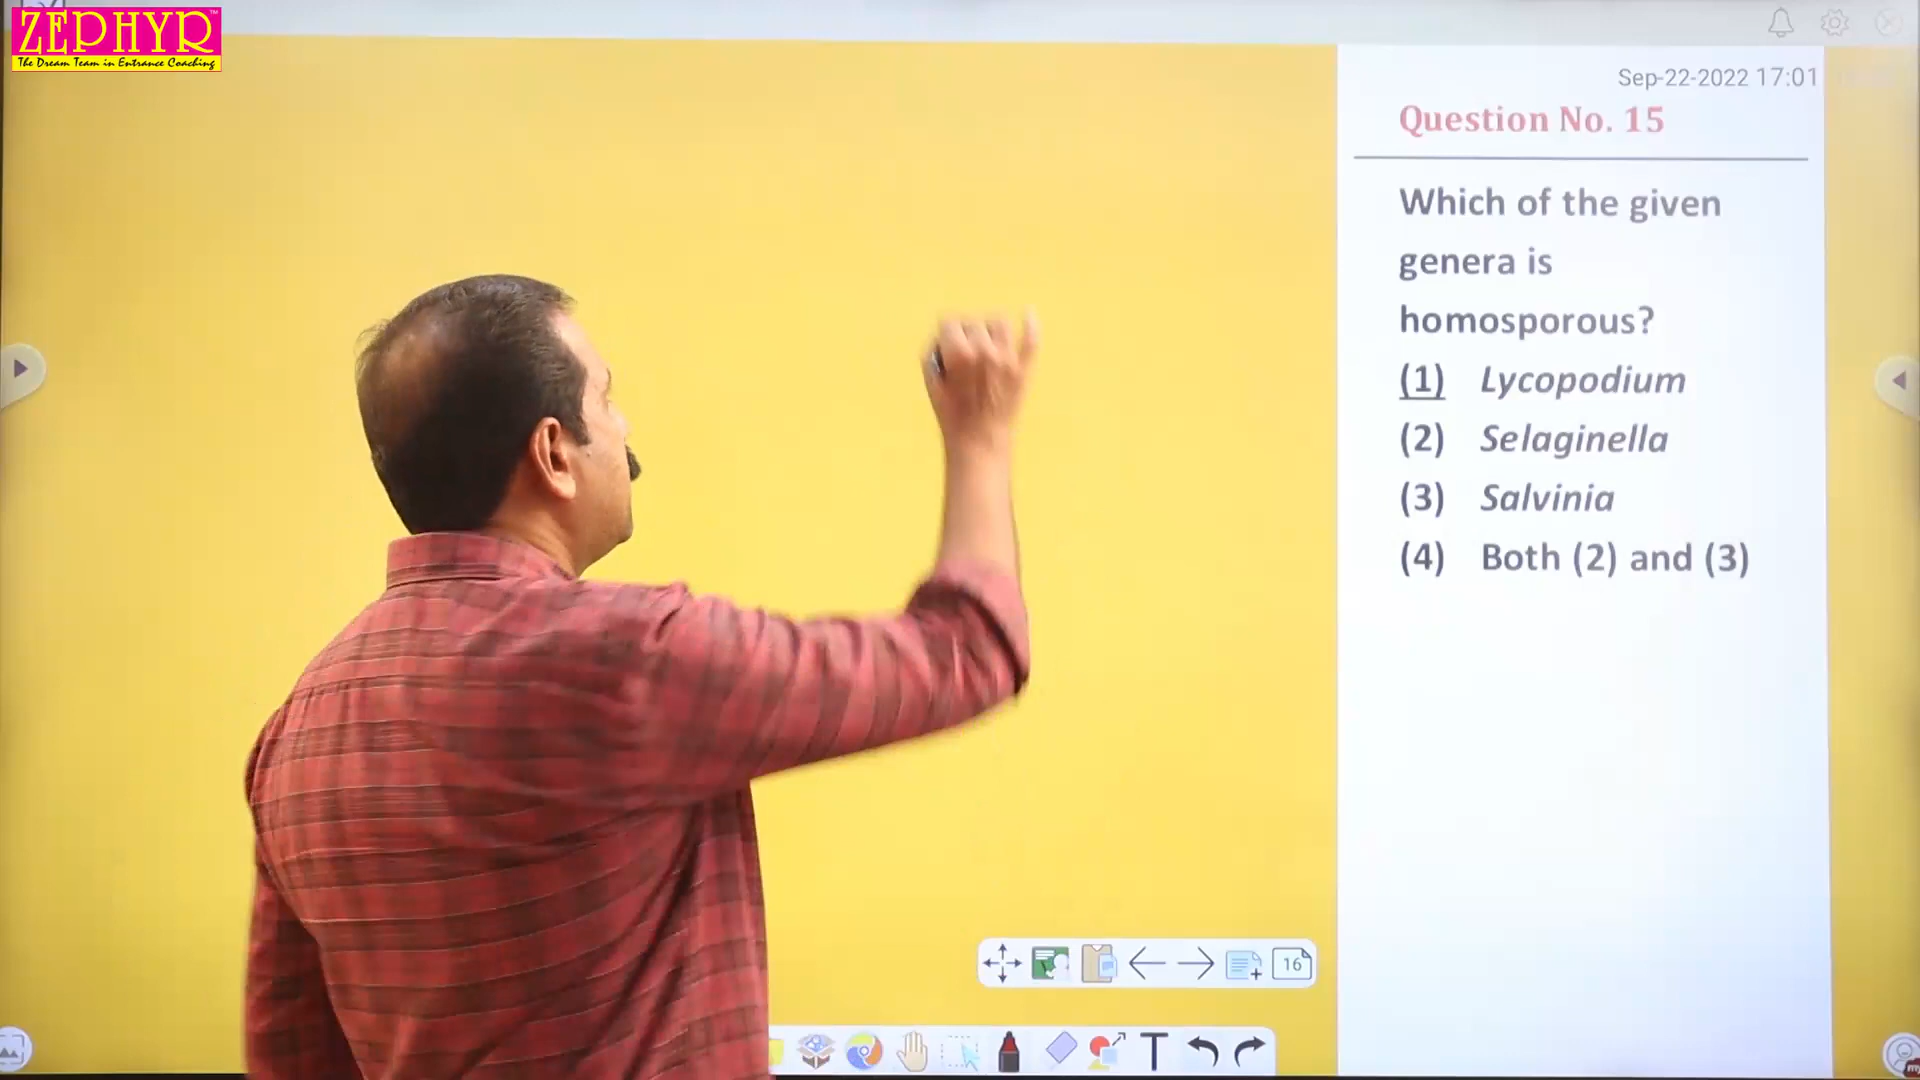 ZEPHYR™
The Dream Team in Entrance Coaching
Sep-22-2022 17:01
Question No. 15
Which of the given
genera is
homosporous?
(1) Lycopodium
(2) Selaginella
(3) Salvinia
(4) Both (2) and (3)
16
T